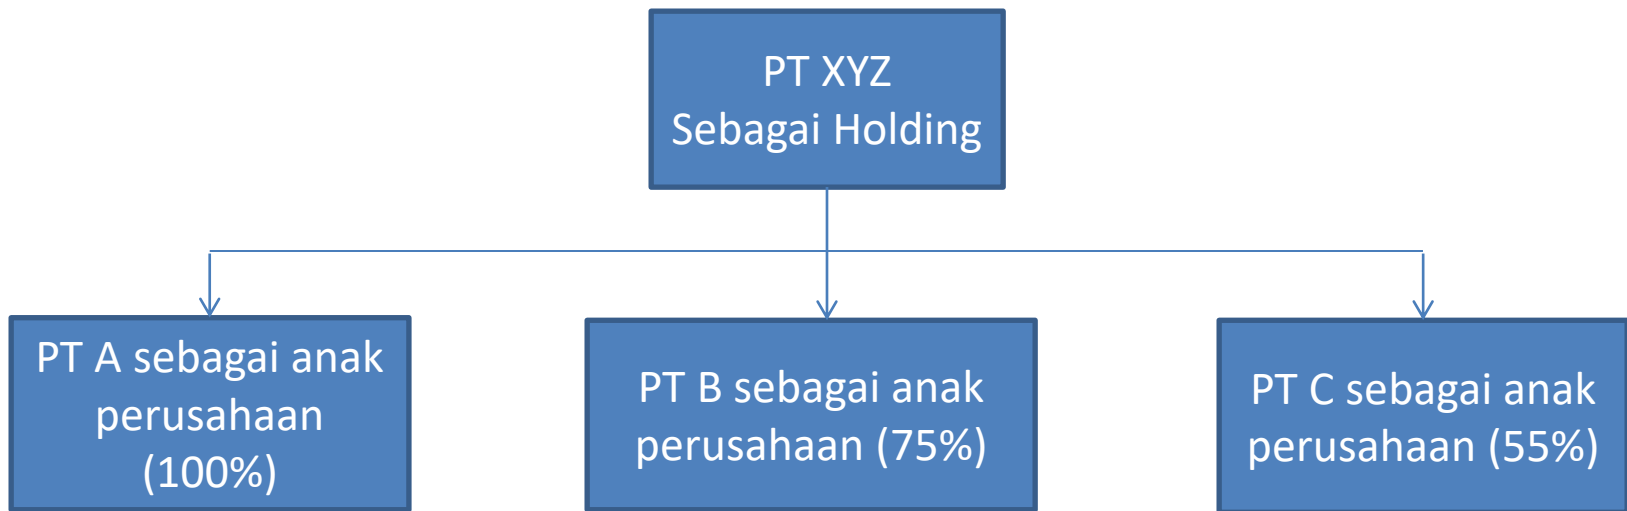 PT XYZ
Sebagai Holding
PT A sebagai anak
perusahaan
(100%)
PT B sebagai anak
perusahaan (75%)
PT C sebagai anak
perusahaan (55%)